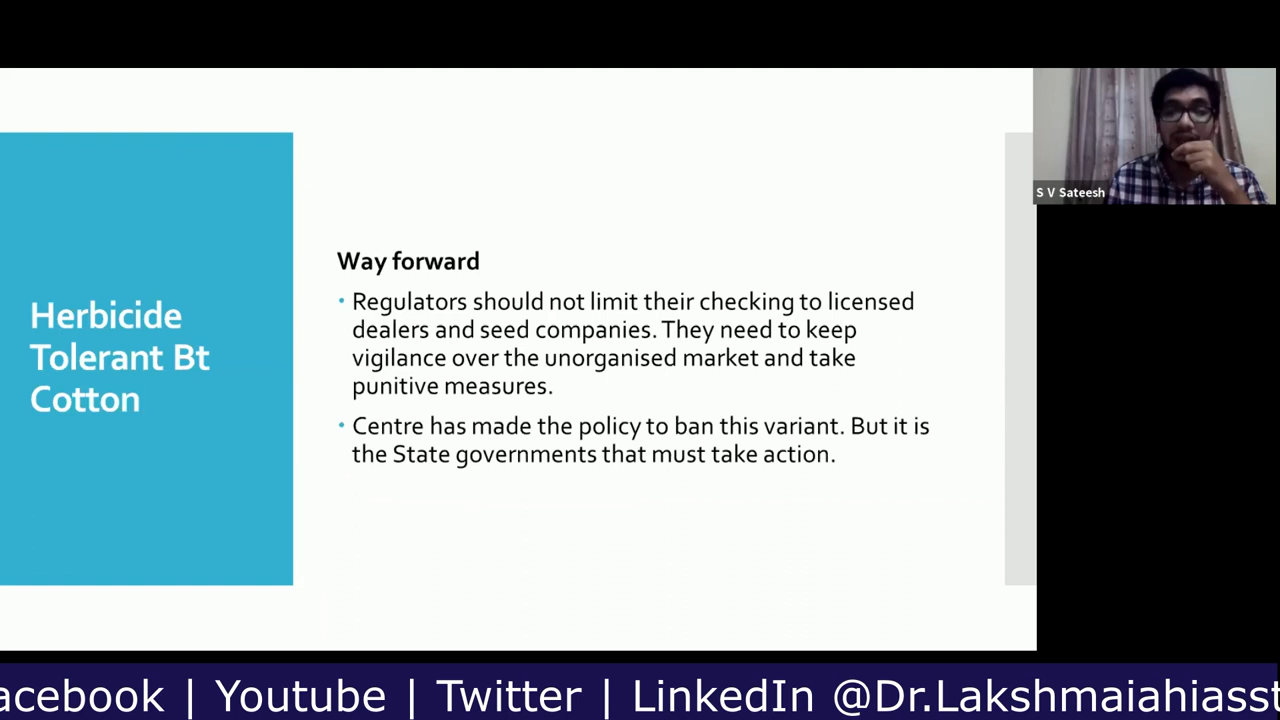 Herbicide
Tolerant Bt
Cotton
Way forward
• Regulators should not limit their checking to licensed
dealers and seed companies. They need to keep
vigilance over the unorganised market and take
punitive measures.
• Centre has made the policy to ban this variant. But it is
the State governments that must take action.
S V Sateesh
acebook | Youtube | Twitter | LinkedIn @Dr.Lakshmaiahiasst